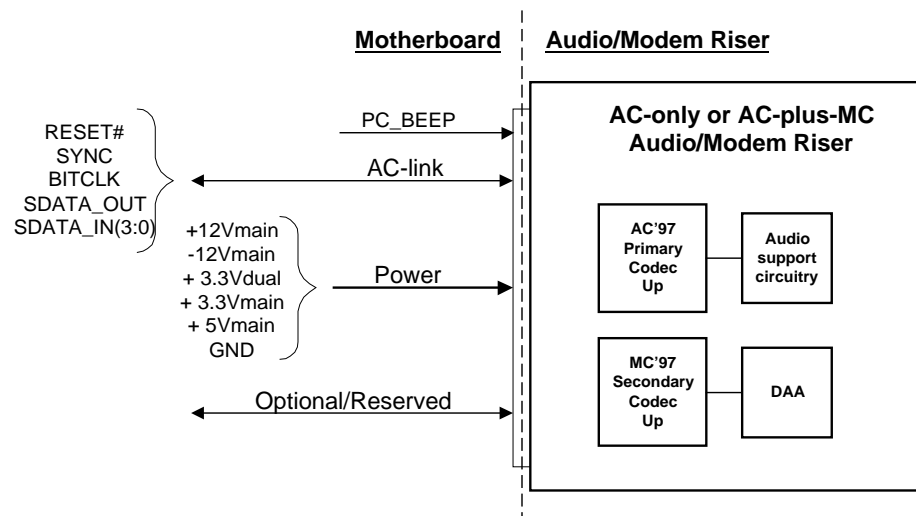 Motherboard
Audio/Modem Riser
PC_BEEP
RESET#
SYNC
BITCLK
SDATA_OUT
SDATA_IN(3:0)
AC-link
+12Vmain
-12Vmain
+ 3.3Vdual
+ 3.3Vmain
+ 5Vmain
GND
Power
Optional/Reserved
AC-only or AC-plus-MC
Audio/Modem Riser
AC’97
Primary
Codec
Up
Audio
support
circuitry
MC’97
Secondary
Codec
Up
DAA